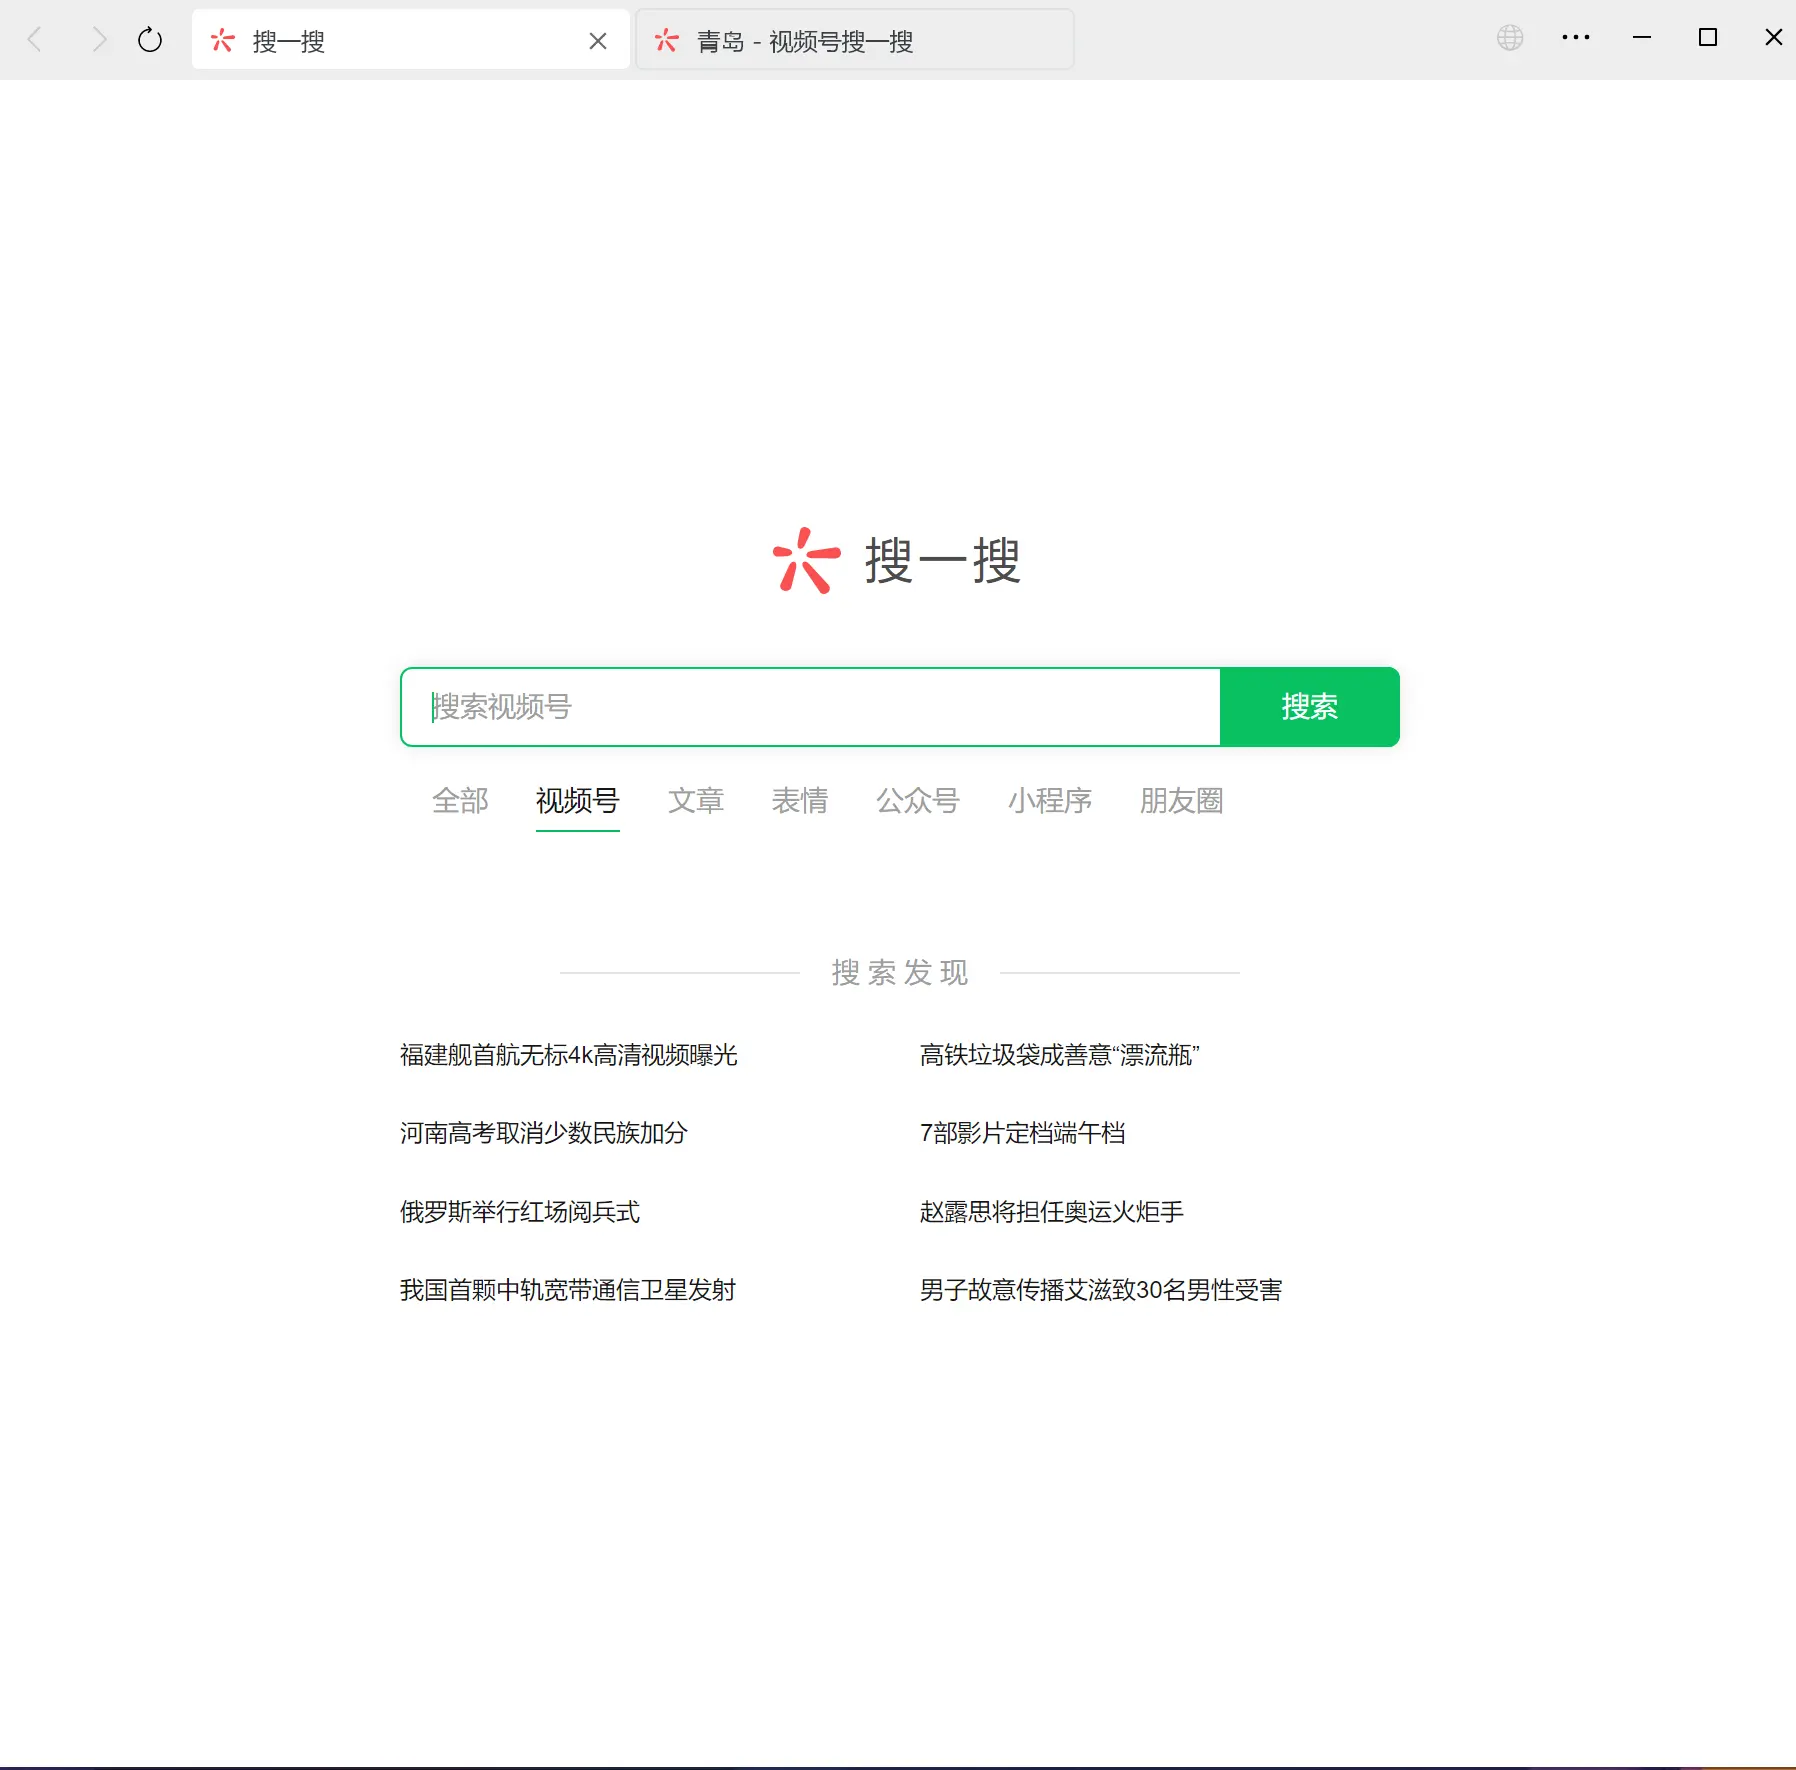 搜一搜
青岛 - 视频号搜一搜
搜一搜
搜索视频号
搜索
全部 视频号 文章 表情 公众号 小程序 朋友圈
搜索发现
福建舰首航无标4k高清视频曝光 高铁垃圾袋成善意“漂流瓶”
河南高考取消少数民族加分 7部影片定档端午档
俄罗斯举行红场阅兵式 赵露思将担任奥运火炬手
我国首颗中轨宽带通信卫星发射 男子故意传播艾滋致30名男性受害